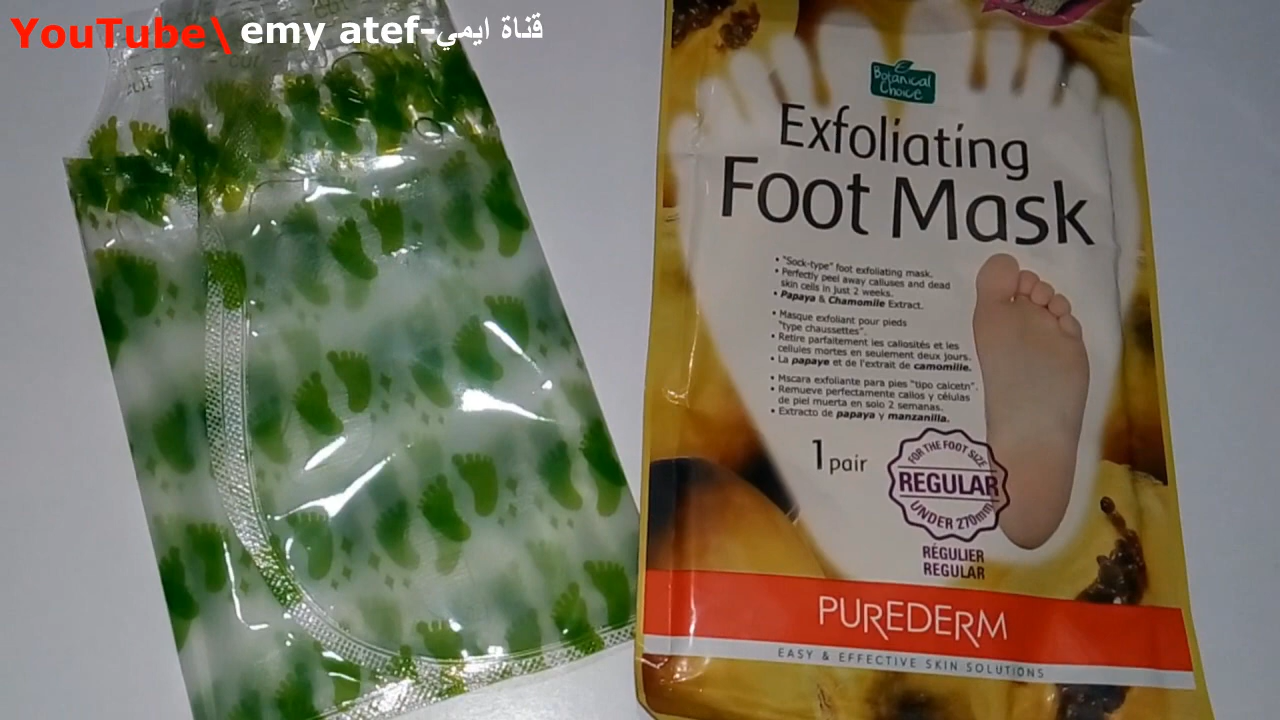 YouTube\ emy atef-قناة ايمي
Botanical
Choice
Exfoliating
Foot Mask
• "Sock-type" foot exfoliating mask.
• Perfectly peel away calluses and dead
skin cells in just 2 weeks.
• Papaya & Chamomile Extract.
• Masque exfoliant pour pieds
"type chaussettes".
• Retire parfaitement les caliosités et les
cellules mortes en seulement deux jours.
• La papaye et de l'extrait de camomille.
• Mscara exfoliante para pies "tipo calcetn".
• Remueve perfectamente callos y células
de piel muerta en solo 2 semanas.
• Extracto de papaya y manzanilla.
1 pair
FOR THE FOOT SIZE
REGULAR
UNDER 270mm
RÉGULIER
REGULAR
PUREDERM
EASY & EFFECTIVE SKIN SOLUTIONS